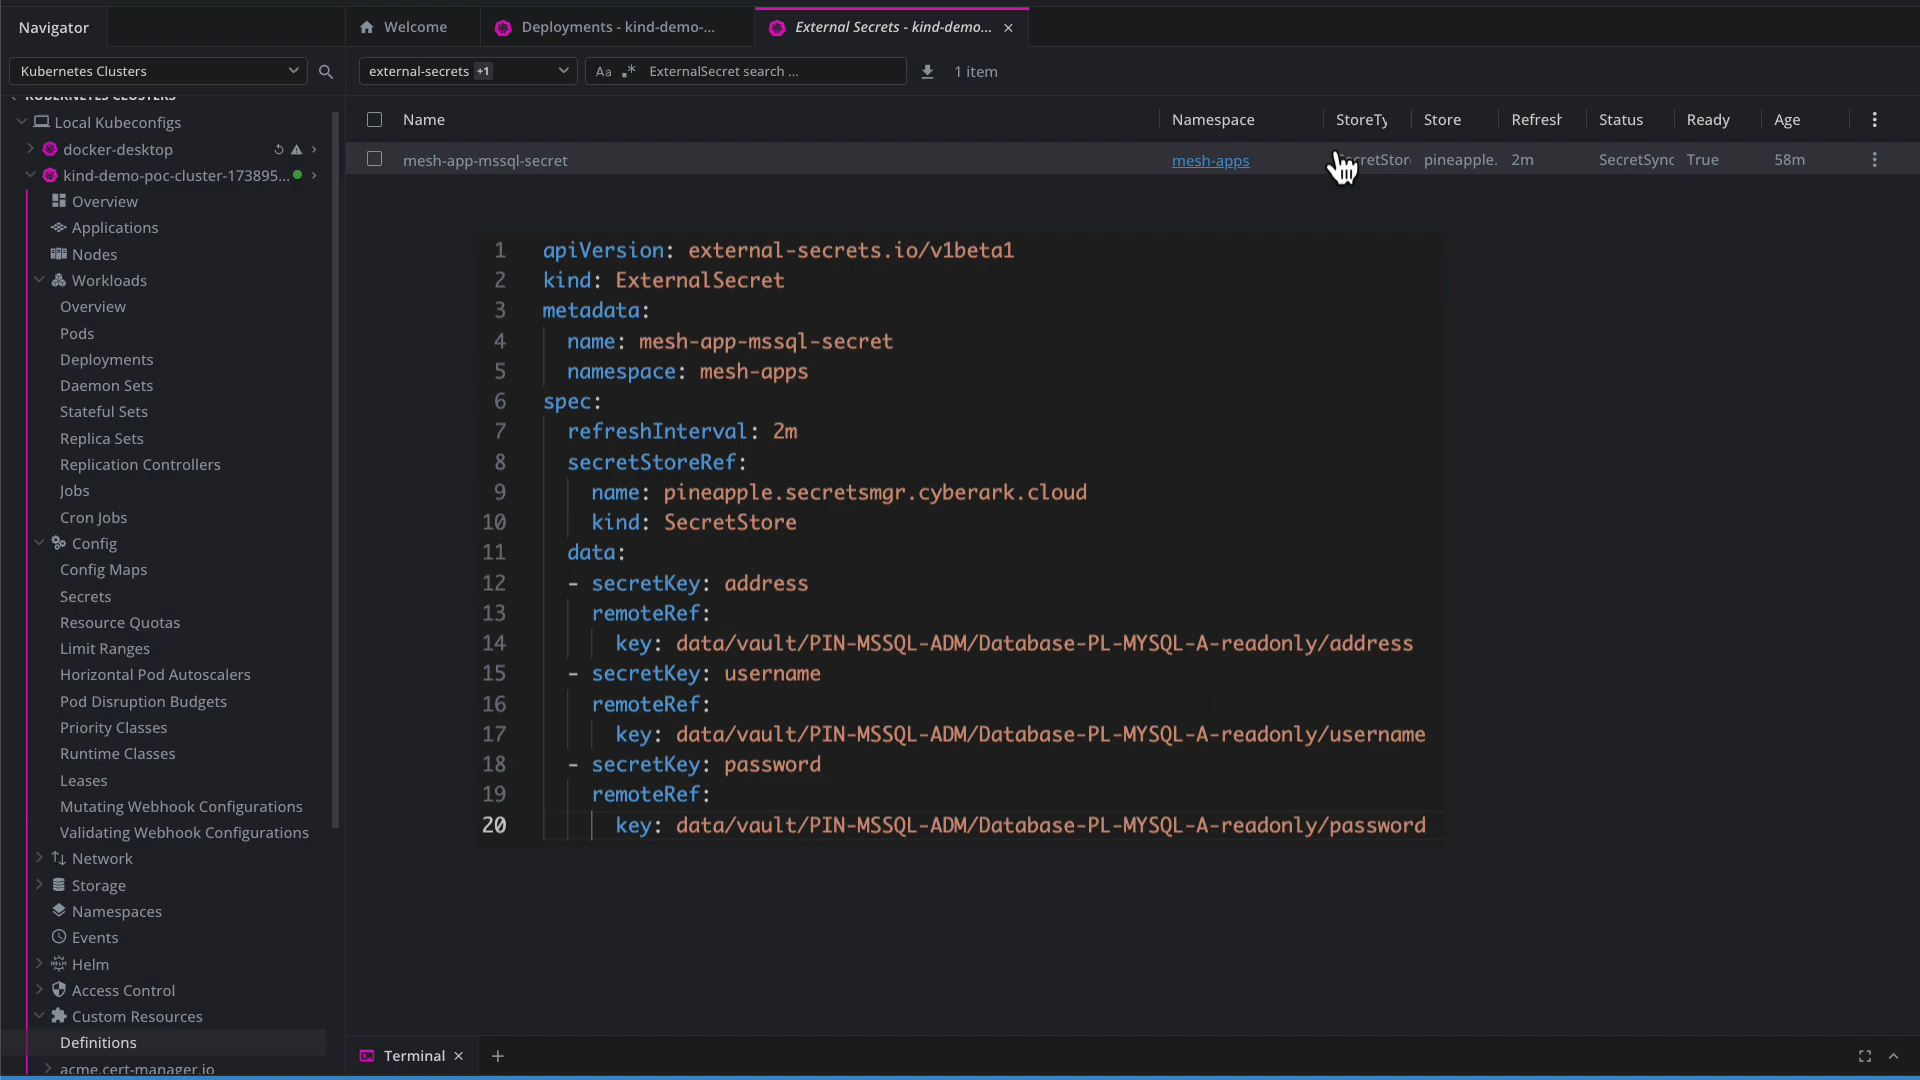 Navigator
Welcome
Deployments - kind-demo-...
External Secrets - kind-demo...
Kubernetes Clusters
external-secrets +1
Aa .* ExternalSecret search ...
1 item
KUBERNETES CLUSTERS
Local Kubeconfigs
docker-desktop
kind-demo-poc-cluster-173895...
Overview
Applications
Nodes
Workloads
Overview
Pods
Deployments
Daemon Sets
Stateful Sets
Replica Sets
Replication Controllers
Jobs
Cron Jobs
Config
Config Maps
Secrets
Resource Quotas
Limit Ranges
Horizontal Pod Autoscalers
Pod Disruption Budgets
Priority Classes
Runtime Classes
Leases
Mutating Webhook Configurations
Validating Webhook Configurations
Network
Storage
Namespaces
Events
HELM Helm
Access Control
Custom Resources
Definitions
acme.cert-manager.io
Name Namespace StoreTy Store Refresh Status Ready Age
mesh-app-mssql-secret mesh-apps pineapple. 2m SecretSync True 58m
1 apiVersion: external-secrets.io/v1beta1
2 kind: ExternalSecret
3 metadata:
4 name: mesh-app-mssql-secret
5 namespace: mesh-apps
6 spec:
7 refreshInterval: 2m
8 secretStoreRef:
9 name: pineapple.secretsmgr.cyberark.cloud
10 kind: SecretStore
11 data:
12 - secretKey: address
13 remoteRef:
14 key: data/vault/PIN-MSSQL-ADM/Database-PL-MYSQL-A-readonly/address
15 - secretKey: username
16 remoteRef:
17 key: data/vault/PIN-MSSQL-ADM/Database-PL-MYSQL-A-readonly/username
18 - secretKey: password
19 remoteRef:
20 key: data/vault/PIN-MSSQL-ADM/Database-PL-MYSQL-A-readonly/password
Terminal